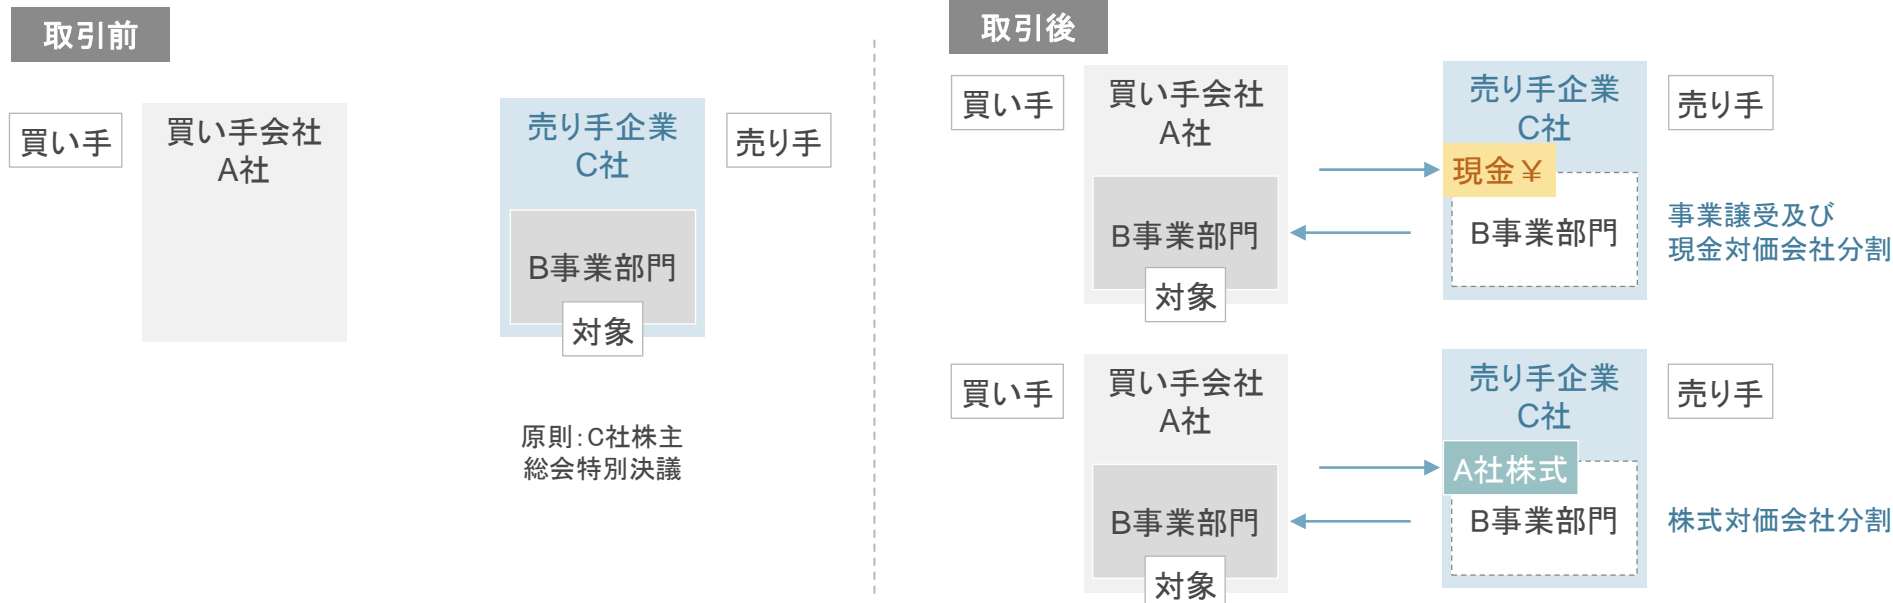 取引前
買い手
買い手会社
A社
売り手企業
C社
売り手
B事業部門
対象
原則：C社株主
総会特別決議
取引後
買い手
買い手会社
A社
B事業部門
対象
売り手企業
C社
現金￥
B事業部門
売り手
事業譲受及び
現金対価会社分割
買い手
買い手会社
A社
B事業部門
対象
売り手企業
C社
A社株式
B事業部門
売り手
株式対価会社分割